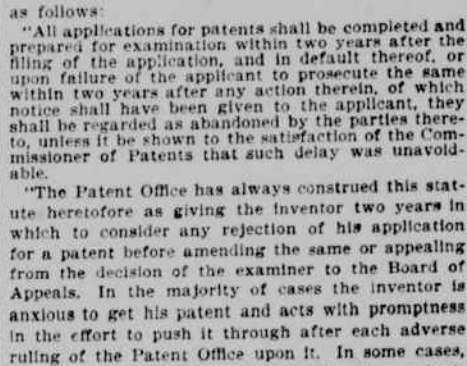 as follows:
"All applications for patents shall be completed and
prepared for examination within two years after the
filing of the application, and in default thereof, or
upon failure of the applicant to prosecute the same
within two years after any action therein, of which
notice shall have been given to the applicant, they
shall be regarded as abandoned by the parties there-
to, unless it be shown to the satisfaction of the Com-
missioner of Patents that such delay was unavoid-
able.
"The Patent Office has always construed this stat-
ute heretofore as giving the inventor two years in
which to consider any rejection of his application
for a patent before amending the same or appealing
from the decision of the examiner to the Board of
Appeals. In the majority of cases the inventor is
anxious to get his patent and acts with promptness
in the effort to push it through after each adverse
ruling of the Patent Office upon it. In some cases,